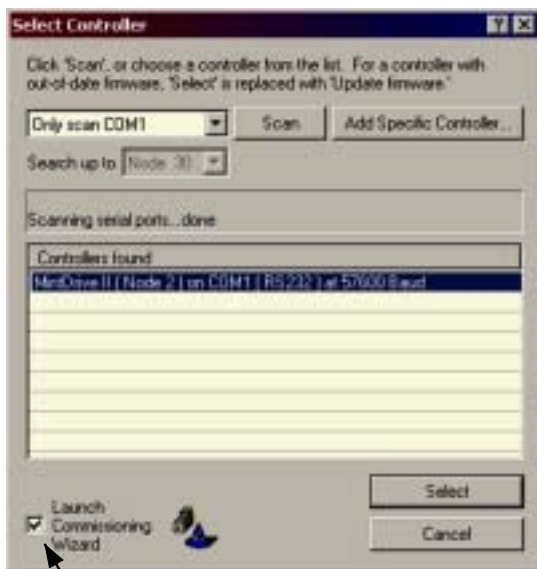 Select Controller
Click 'Scan', or choose a controller from the list. For a controller with
out-of-date firmware, 'Select' is replaced with 'Update firmware.'
Only scan COM1
Scan
Add Specific Controller...
Search up to
Node 30
Scanning serial ports...done
Controllers found
MintDrive II ( Node 2 ) on COM1 ( RS232 ) at 57600 Baud
Select
Launch
Commissioning
Wizard
Cancel